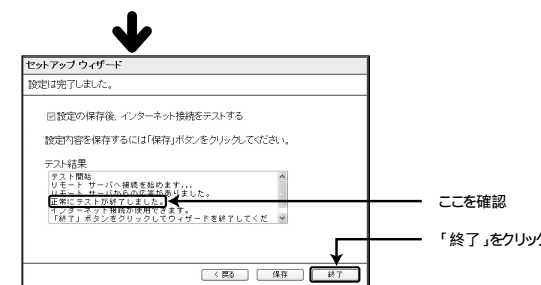 セットアップ ウィザード
設定は完了しました。
設定の保存後、インターネット接続をテストする
設定内容を保存するには「保存」ボタンをクリックしてください。
テスト結果
テスト開始
リモート サーバへ接続を始めます...
リモート サーバからの応答がありました。
正常にテストが終了しました。
インターネット接続が使用できます。
「終了」ボタンをクリックしてウィザードを終了してくだ
ここを確認
「終了」をクリック
< 戻る
保存
終了